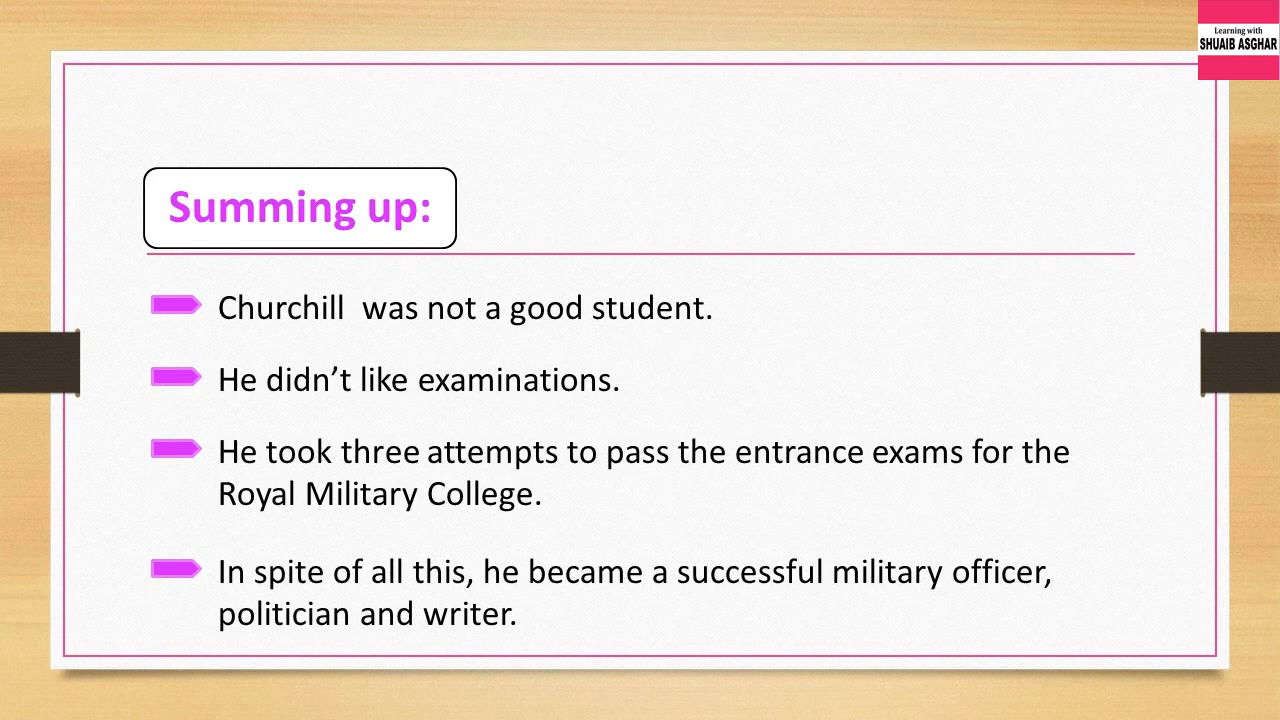 Learning with
SHUAIB ASGHAR
Summing up:
Churchill  was not a good student.
He didn’t like examinations.
He took three attempts to pass the entrance exams for the
Royal Military College.
In spite of all this, he became a successful military officer,
politician and writer.